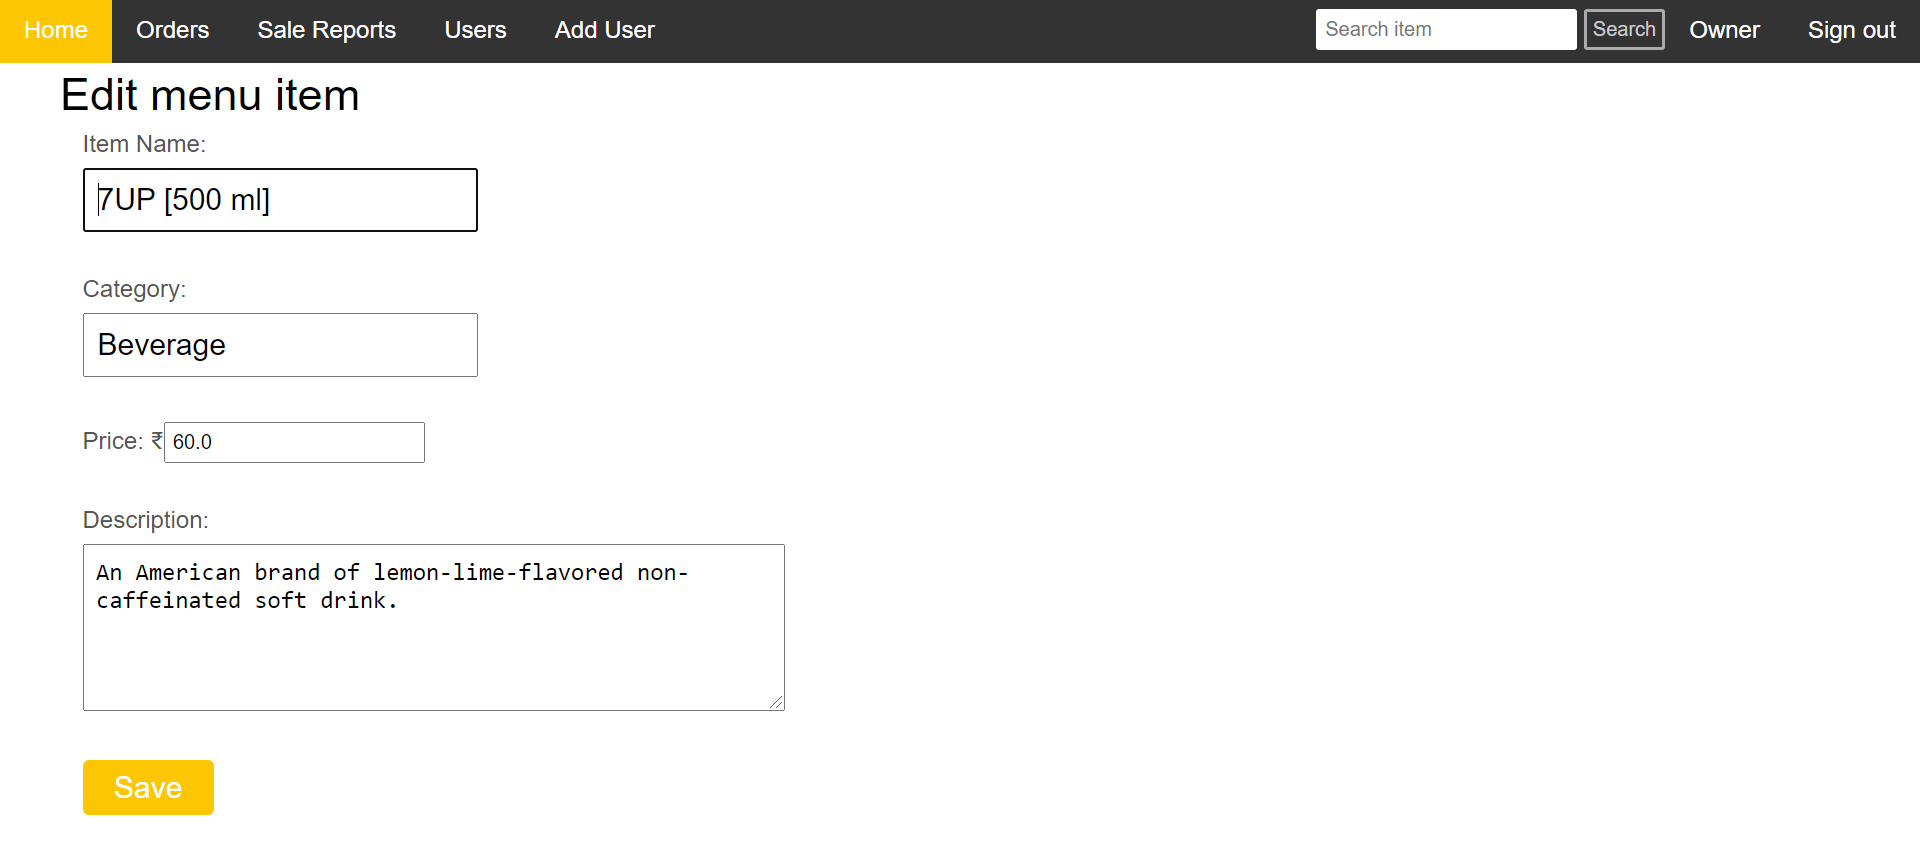 Home Orders Sale Reports Users Add User Search item Search Owner Sign out
Edit menu item
Item Name:
7UP [500 ml]
Category:
Beverage
Price: ₹ 60.0
Description:
An American brand of lemon-lime-flavored non-
caffeinated soft drink.
Save